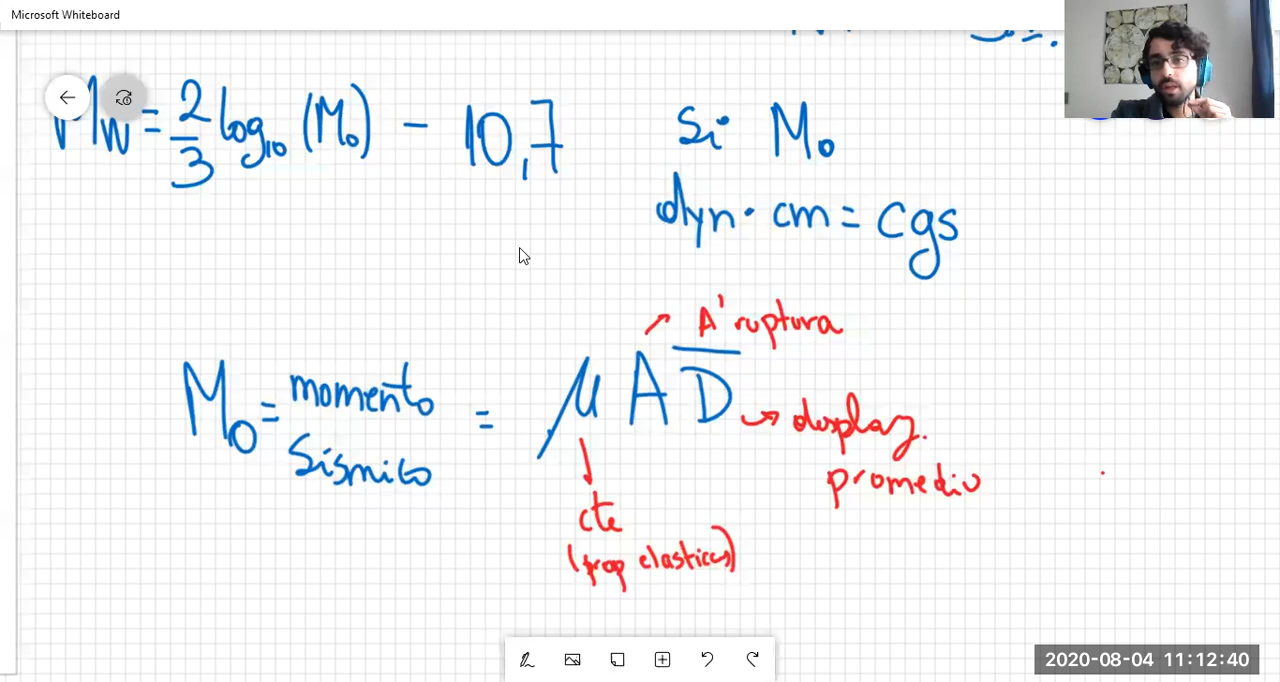 Microsoft Whiteboard
Mw = 2/3 log10 (M0) - 10,7
Si M0
dyn · cm = cgs
A' ruptura
M0 = momento sísmico = μ A D̅
desplaz. promedio
cte
(prop elasticas)
2020-08-04 11:12:40